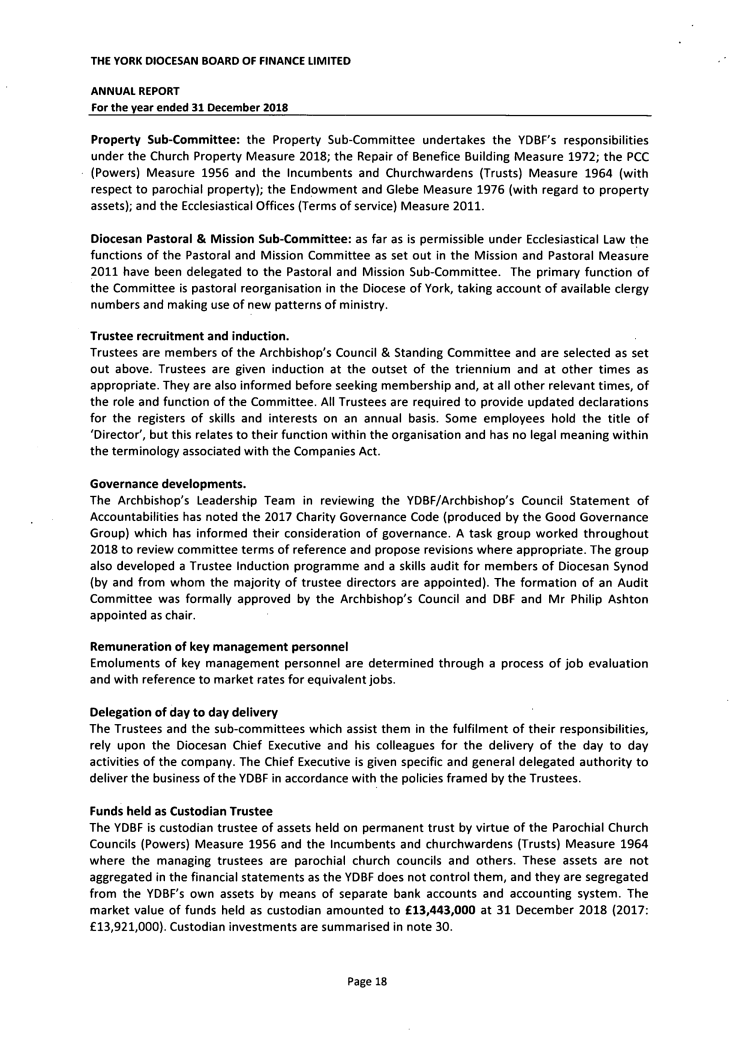 THE YORK DIOCESAN BOARD OF FINANCE LIMITED
ANNUAL REPORT
For the year ended 31 December 2018
Property Sub-Committee: the Property Sub-Committee undertakes the YDBF's responsibilities
under the Church Property Measure 2018; the Repair of Benefice Building Measure 1972; the PCC
(Powers) Measure 1956 and the Incumbents and Churchwardens (Trusts) Measure 1964 (with
respect to parochial property); the Endowment and Glebe Measure 1976 (with regard to property
assets); and the Ecclesiastical Offices (Terms of service) Measure 2011.
Diocesan Pastoral & Mission Sub-Committee: as far as is permissible under Ecclesiastical Law the
functions of the Pastoral and Mission Committee as set out in the Mission and Pastoral Measure
2011 have been delegated to the Pastoral and Mission Sub-Committee. The primary function of
the Committee is pastoral reorganisation in the Diocese of York, taking account of available clergy
numbers and making use of new patterns of ministry.
Trustee recruitment and induction.
Trustees are members of the Archbishop's Council & Standing Committee and are selected as set
out above. Trustees are given induction at the outset of the triennium and at other times as
appropriate. They are also informed before seeking membership and, at all other relevant times, of
the role and function of the Committee. All Trustees are required to provide updated declarations
for the registers of skills and interests on an annual basis. Some employees hold the title of
'Director', but this relates to their function within the organisation and has no legal meaning within
the terminology associated with the Companies Act.
Governance developments.
The Archbishop's Leadership Team in reviewing the YDBF/Archbishop's Council Statement of
Accountabilities has noted the 2017 Charity Governance Code (produced by the Good Governance
Group) which has informed their consideration of governance. A task group worked throughout
2018 to review committee terms of reference and propose revisions where appropriate. The group
also developed a Trustee Induction programme and a skills audit for members of Diocesan Synod
(by and from whom the majority of trustee directors are appointed). The formation of an Audit
Committee was formally approved by the Archbishop's Council and DBF and Mr Philip Ashton
appointed as chair.
Remuneration of key management personnel
Emoluments of key management personnel are determined through a process of job evaluation
and with reference to market rates for equivalent jobs.
Delegation of day to day delivery
The Trustees and the sub-committees which assist them in the fulfilment of their responsibilities,
rely upon the Diocesan Chief Executive and his colleagues for the delivery of the day to day
activities of the company. The Chief Executive is given specific and general delegated authority to
deliver the business of the YDBF in accordance with the policies framed by the Trustees.
Funds held as Custodian Trustee
The YDBF is custodian trustee of assets held on permanent trust by virtue of the Parochial Church
Councils (Powers) Measure 1956 and the Incumbents and churchwardens (Trusts) Measure 1964
where the managing trustees are parochial church councils and others. These assets are not
aggregated in the financial statements as the YDBF does not control them, and they are segregated
from the YDBF's own assets by means of separate bank accounts and accounting system. The
market value of funds held as custodian amounted to £13,443,000 at 31 December 2018 (2017:
£13,921,000). Custodian investments are summarised in note 30.
Page 18